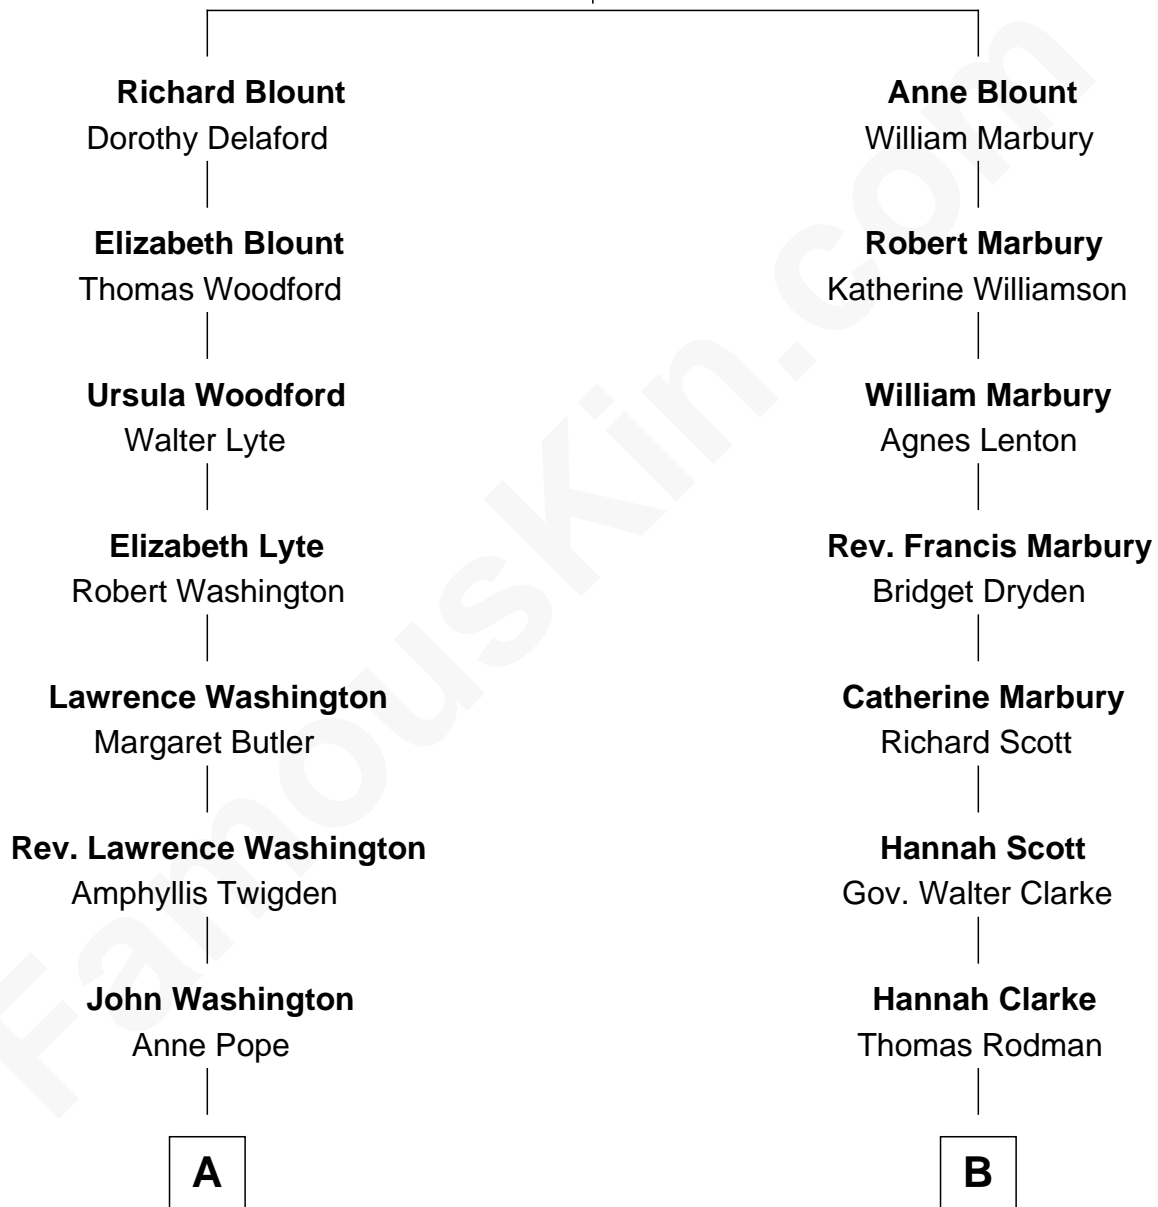 Richard Blount
Dorothy Delaford
Anne Blount
William Marbury
Elizabeth Blount
Thomas Woodford
Robert Marbury
Katherine Williamson
Ursula Woodford
Walter Lyte
William Marbury
Agnes Lenton
Elizabeth Lyte
Robert Washington
Rev. Francis Marbury
Bridget Dryden
Lawrence Washington
Margaret Butler
Catherine Marbury
Richard Scott
Rev. Lawrence Washington
Amphyllis Twigden
Hannah Scott
Gov. Walter Clarke
John Washington
Anne Pope
Hannah Clarke
Thomas Rodman
A
B
FamousKin.com